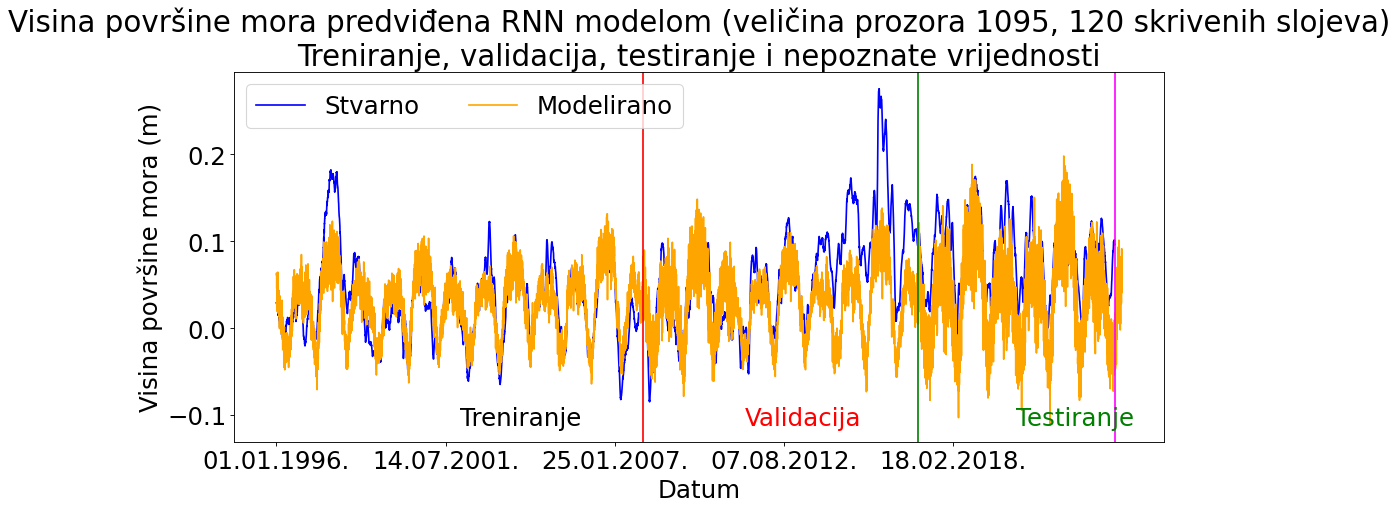 Visina površine mora predviđena RNN modelom (veličina prozora 1095, 120 skrivenih slojeva)
Treniranje, validacija, testiranje i nepoznate vrijednosti
Stvarno Modelirano
Visina površine mora (m)
0.2
0.1
0.0
−0.1
Treniranje Validacija Testiranje
01.01.1996. 14.07.2001. 25.01.2007. 07.08.2012. 18.02.2018.
Datum